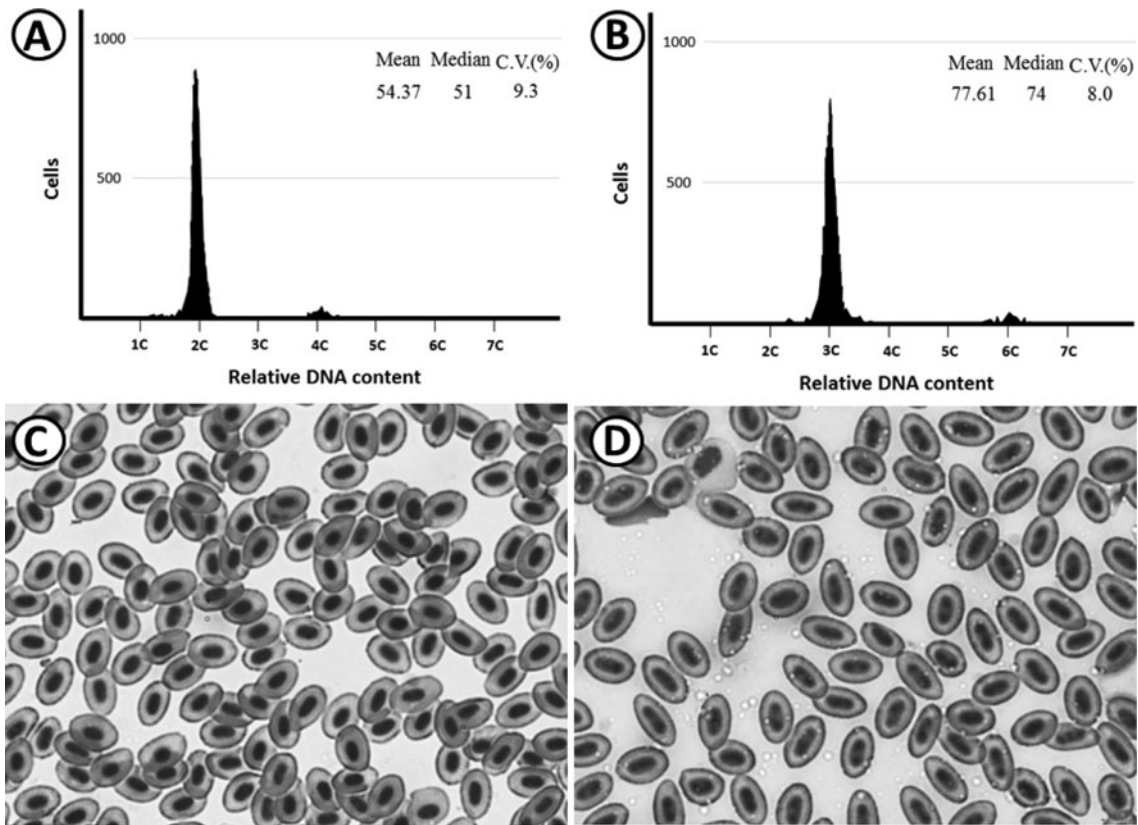 A
1000
500
Cells
Mean Median C.V.(%)
54.37 51 9.3
1C 2C 3C 4C 5C 6C 7C
Relative DNA content
B
1000
500
Cells
Mean Median C.V.(%)
77.61 74 8.0
1C 2C 3C 4C 5C 6C 7C
Relative DNA content
C
D